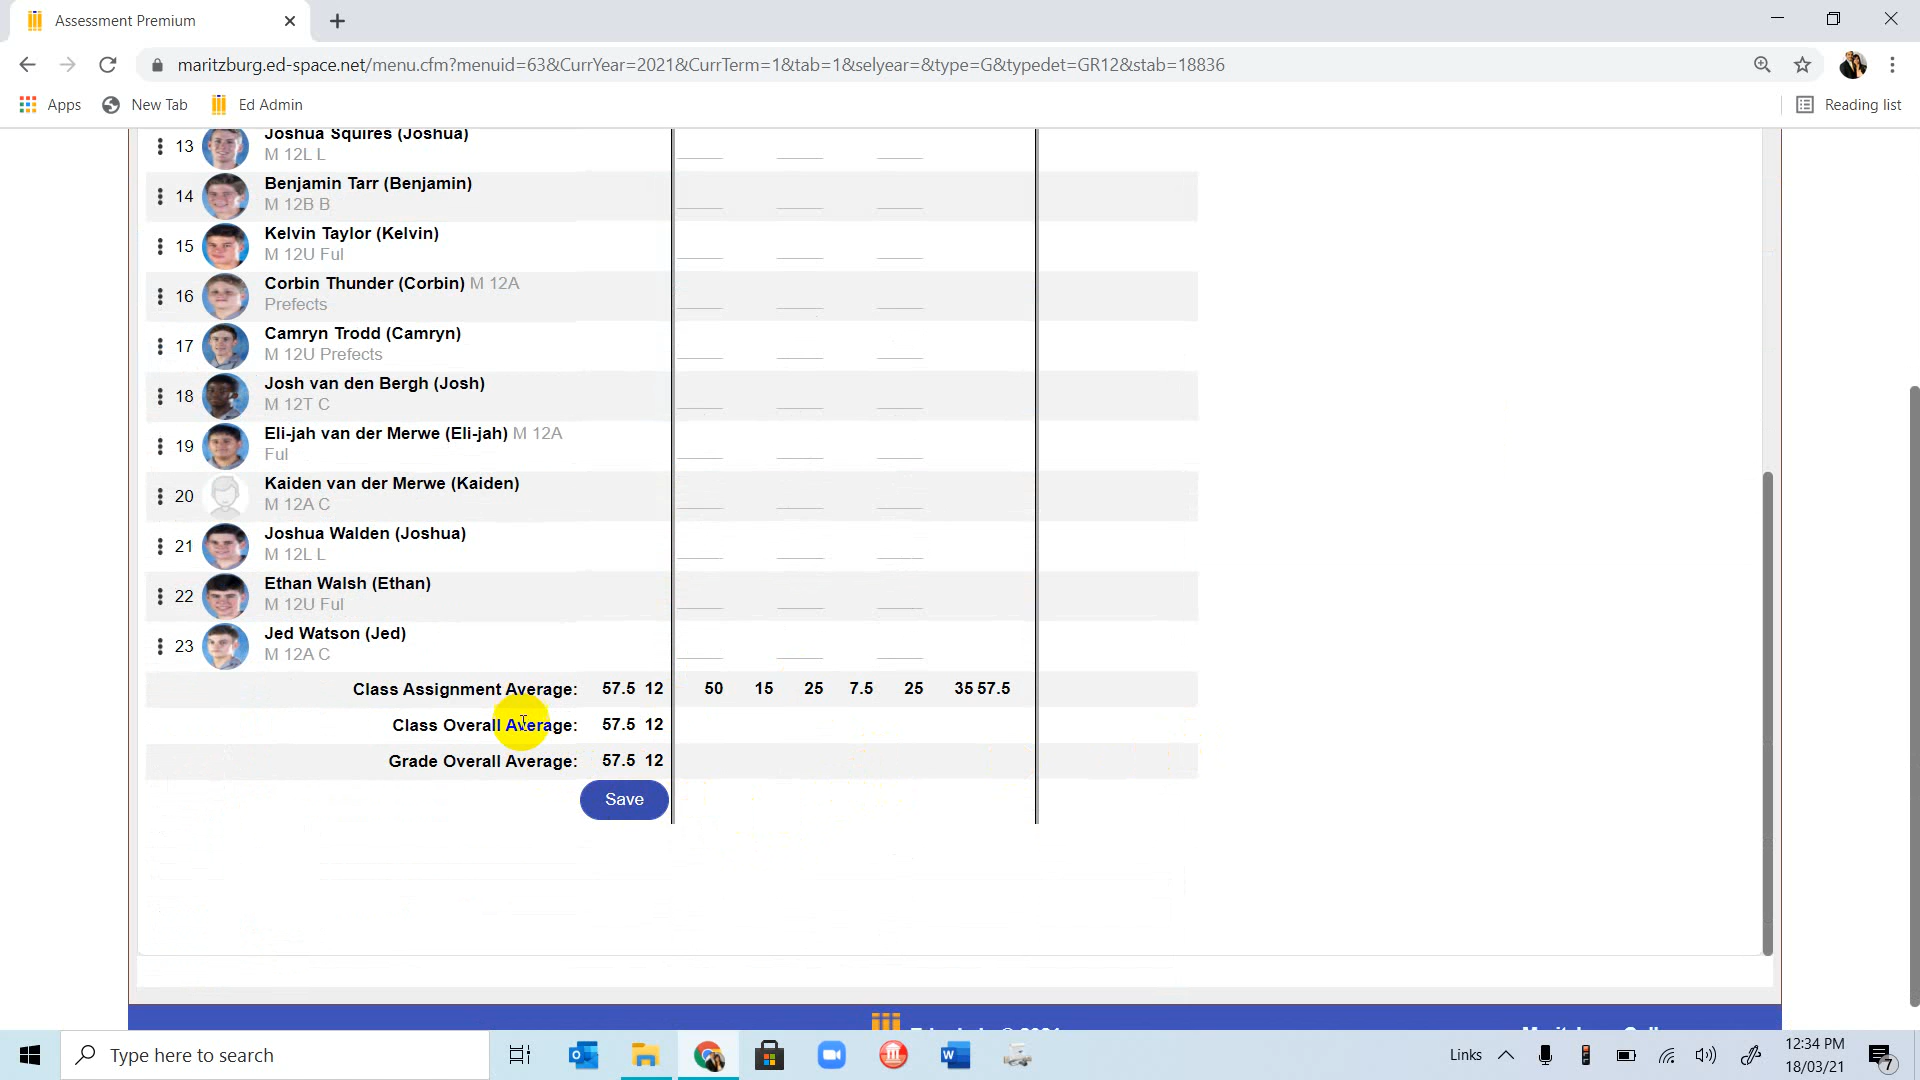 Assessment Premium
maritzburg.ed-space.net/menu.cfm?menuid=63&CurrYear=2021&CurrTerm=1&tab=1&selyear=&type=G&typedet=GR12&stab=18836
Apps New Tab Ed Admin Reading list
13 Joshua Squires (Joshua)
M 12L L
14 Benjamin Tarr (Benjamin)
M 12B B
15 Kelvin Taylor (Kelvin)
M 12U Ful
16 Corbin Thunder (Corbin) M 12A
Prefects
17 Camryn Trodd (Camryn)
M 12U Prefects
18 Josh van den Bergh (Josh)
M 12T C
19 Eli-jah van der Merwe (Eli-jah) M 12A
Ful
20 Kaiden van der Merwe (Kaiden)
M 12A C
21 Joshua Walden (Joshua)
M 12L L
22 Ethan Walsh (Ethan)
M 12U Ful
23 Jed Watson (Jed)
M 12A C
Class Assignment Average: 57.5 12 50 15 25 7.5 25 35 57.5
Class Overall Average: 57.5 12
Grade Overall Average: 57.5 12
Save
Type here to search
Links
12:34 PM
18/03/21
7